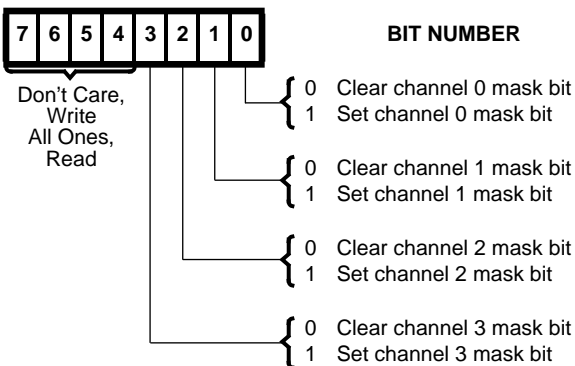 7 6 5 4 3 2 1 0
BIT NUMBER
Don't Care,
Write
All Ones,
Read
0 Clear channel 0 mask bit
1 Set channel 0 mask bit
0 Clear channel 1 mask bit
1 Set channel 1 mask bit
0 Clear channel 2 mask bit
1 Set channel 2 mask bit
0 Clear channel 3 mask bit
1 Set channel 3 mask bit